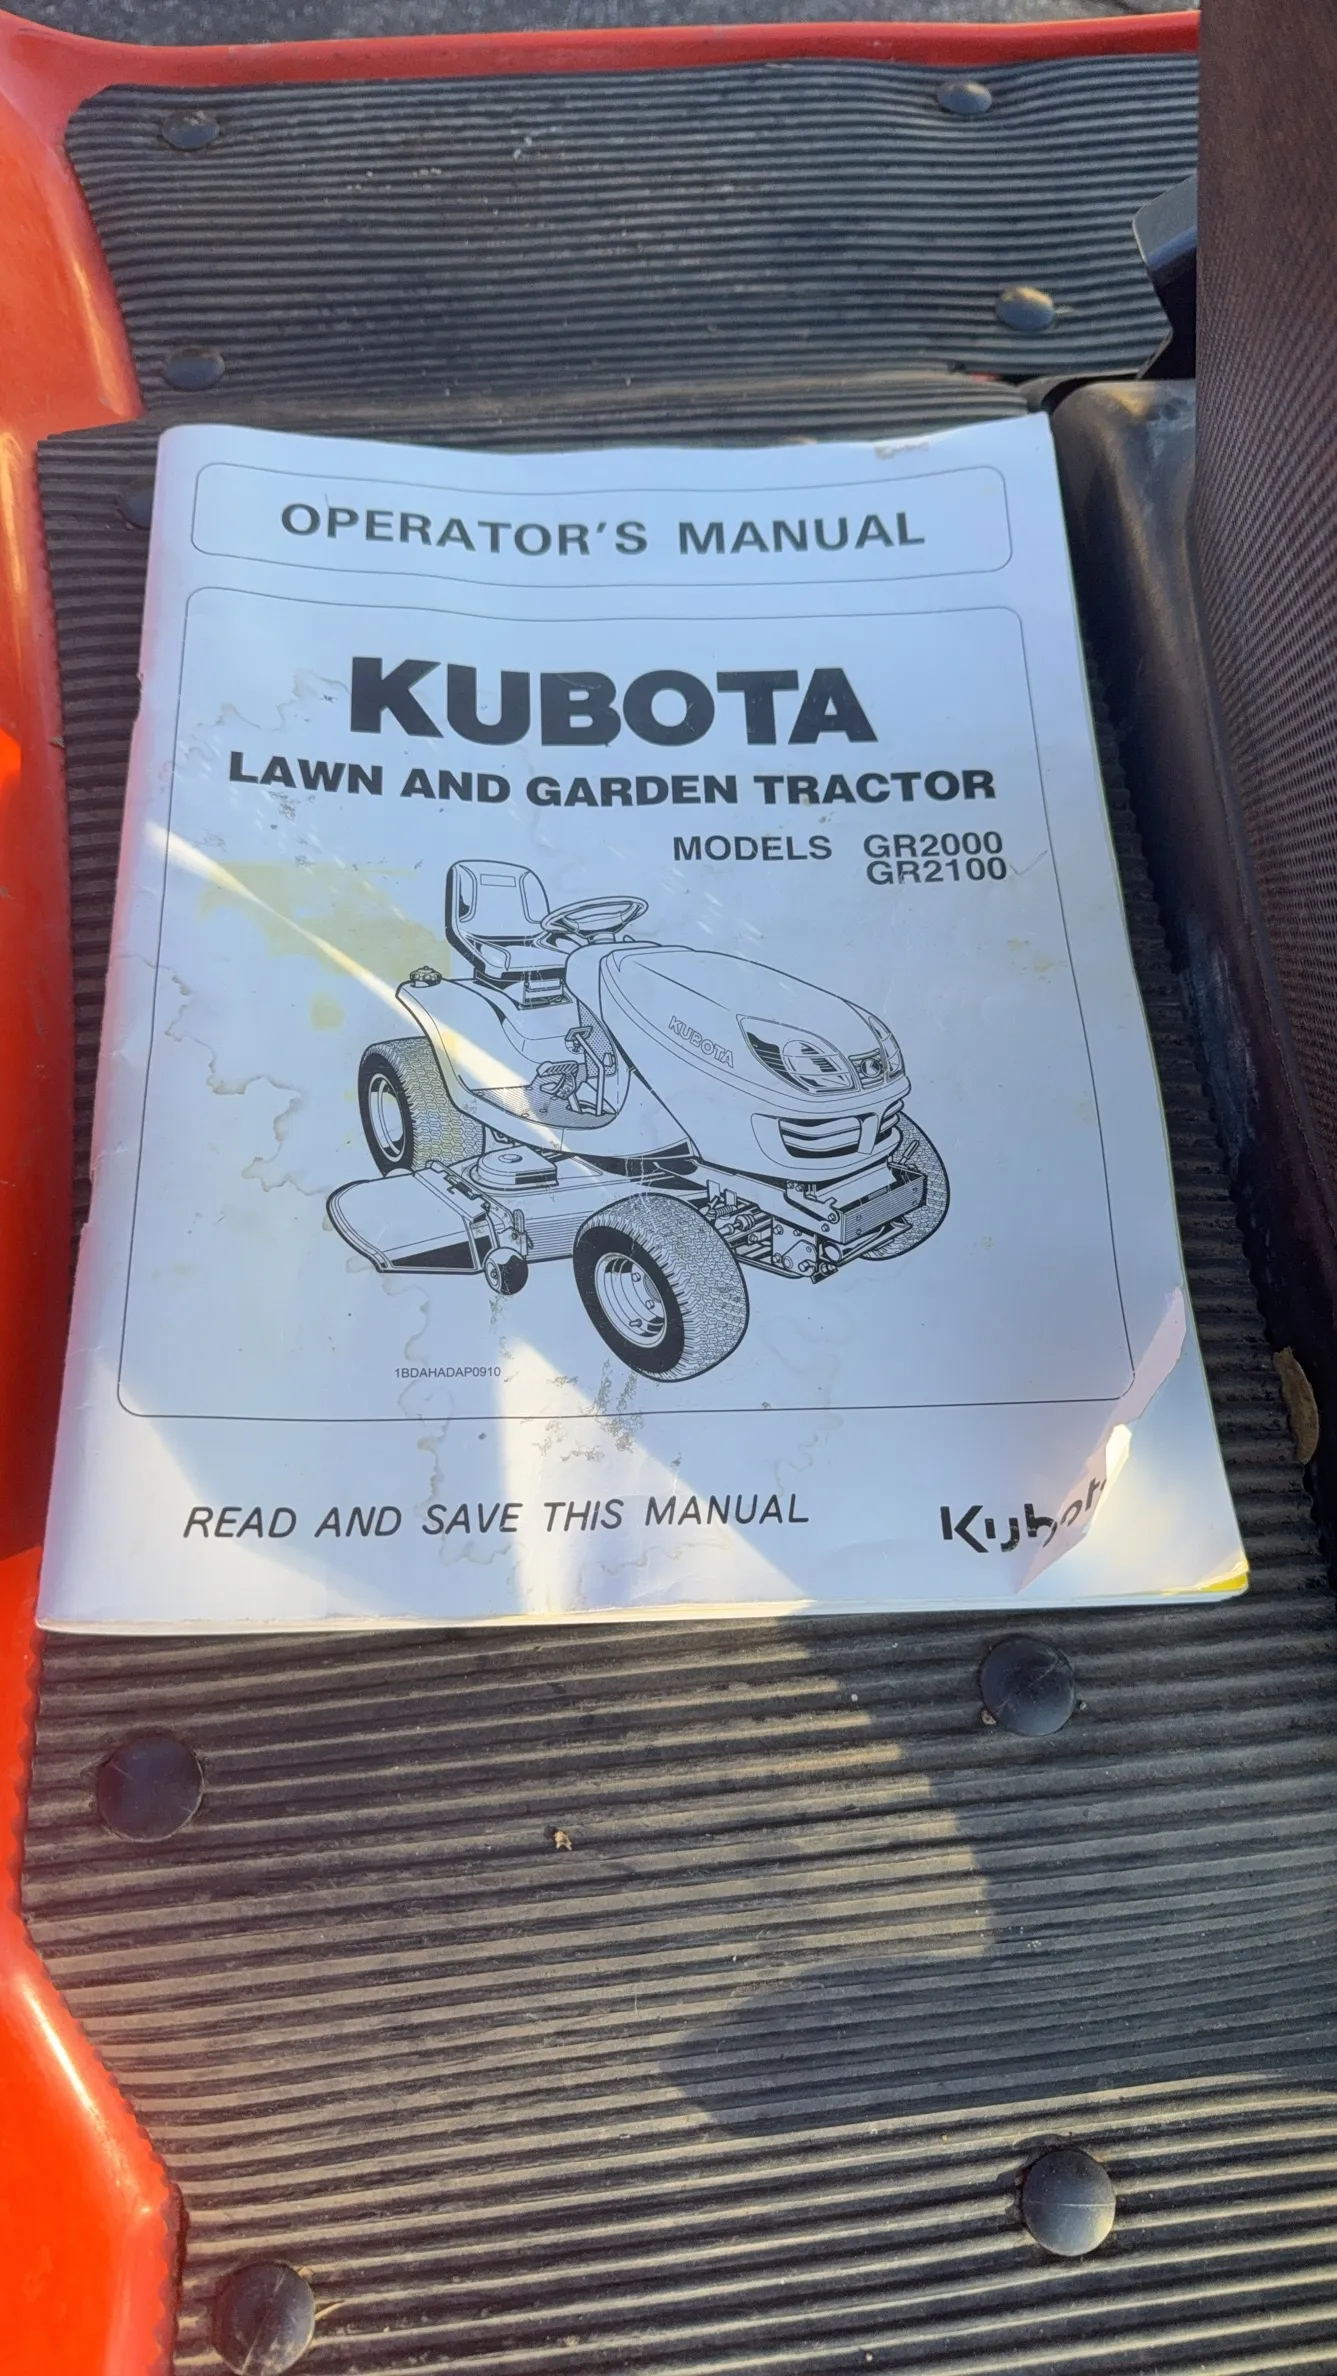 OPERATOR'S MANUAL
KUBOTA
LAWN AND GARDEN TRACTOR
MODELS GR2000
GR2100
KUBOTA
1BDAHADAP0910
READ AND SAVE THIS MANUAL